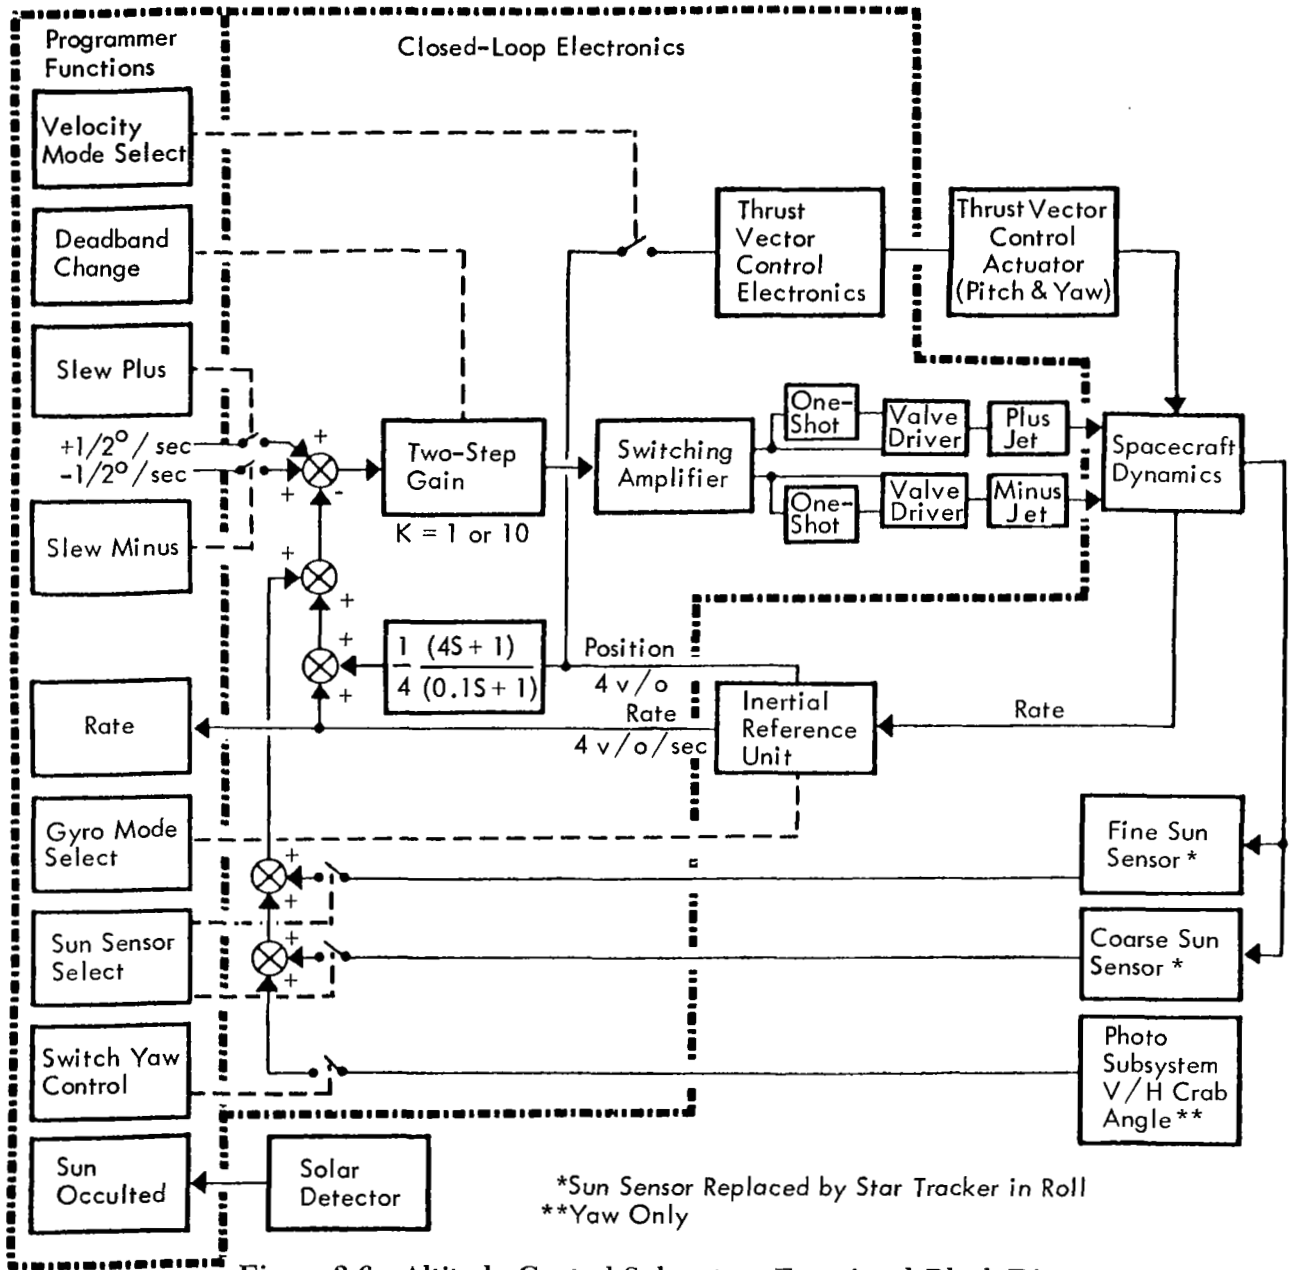 Programmer
Functions
Closed-Loop Electronics
Velocity
Mode Select
Deadband
Change
Slew Plus
+1/2°/sec
-1/2°/sec
Slew Minus
Rate
Gyro Mode
Select
Sun Sensor
Select
Switch Yaw
Control
Sun
Occulted
Solar
Detector
+
+
-
Two-Step
Gain
K = 1 or 10
Switching
Amplifier
One-
Shot
One-
Shot
Valve
Driver
Valve
Driver
Plus
Jet
Minus
Jet
Spacecraft
Dynamics
Thrust
Vector
Control
Electronics
Thrust Vector
Control
Actuator
(Pitch & Yaw)
+
+
+
+
1 (4S + 1)
4 (0.1S + 1)
Position
4 v/o
Rate
4 v/o/sec
Inertial
Reference
Unit
Rate
+
+
+
+
Fine Sun
Sensor *
Coarse Sun
Sensor *
Photo
Subsystem
V/H Crab
Angle**
*Sun Sensor Replaced by Star Tracker in Roll
**Yaw Only